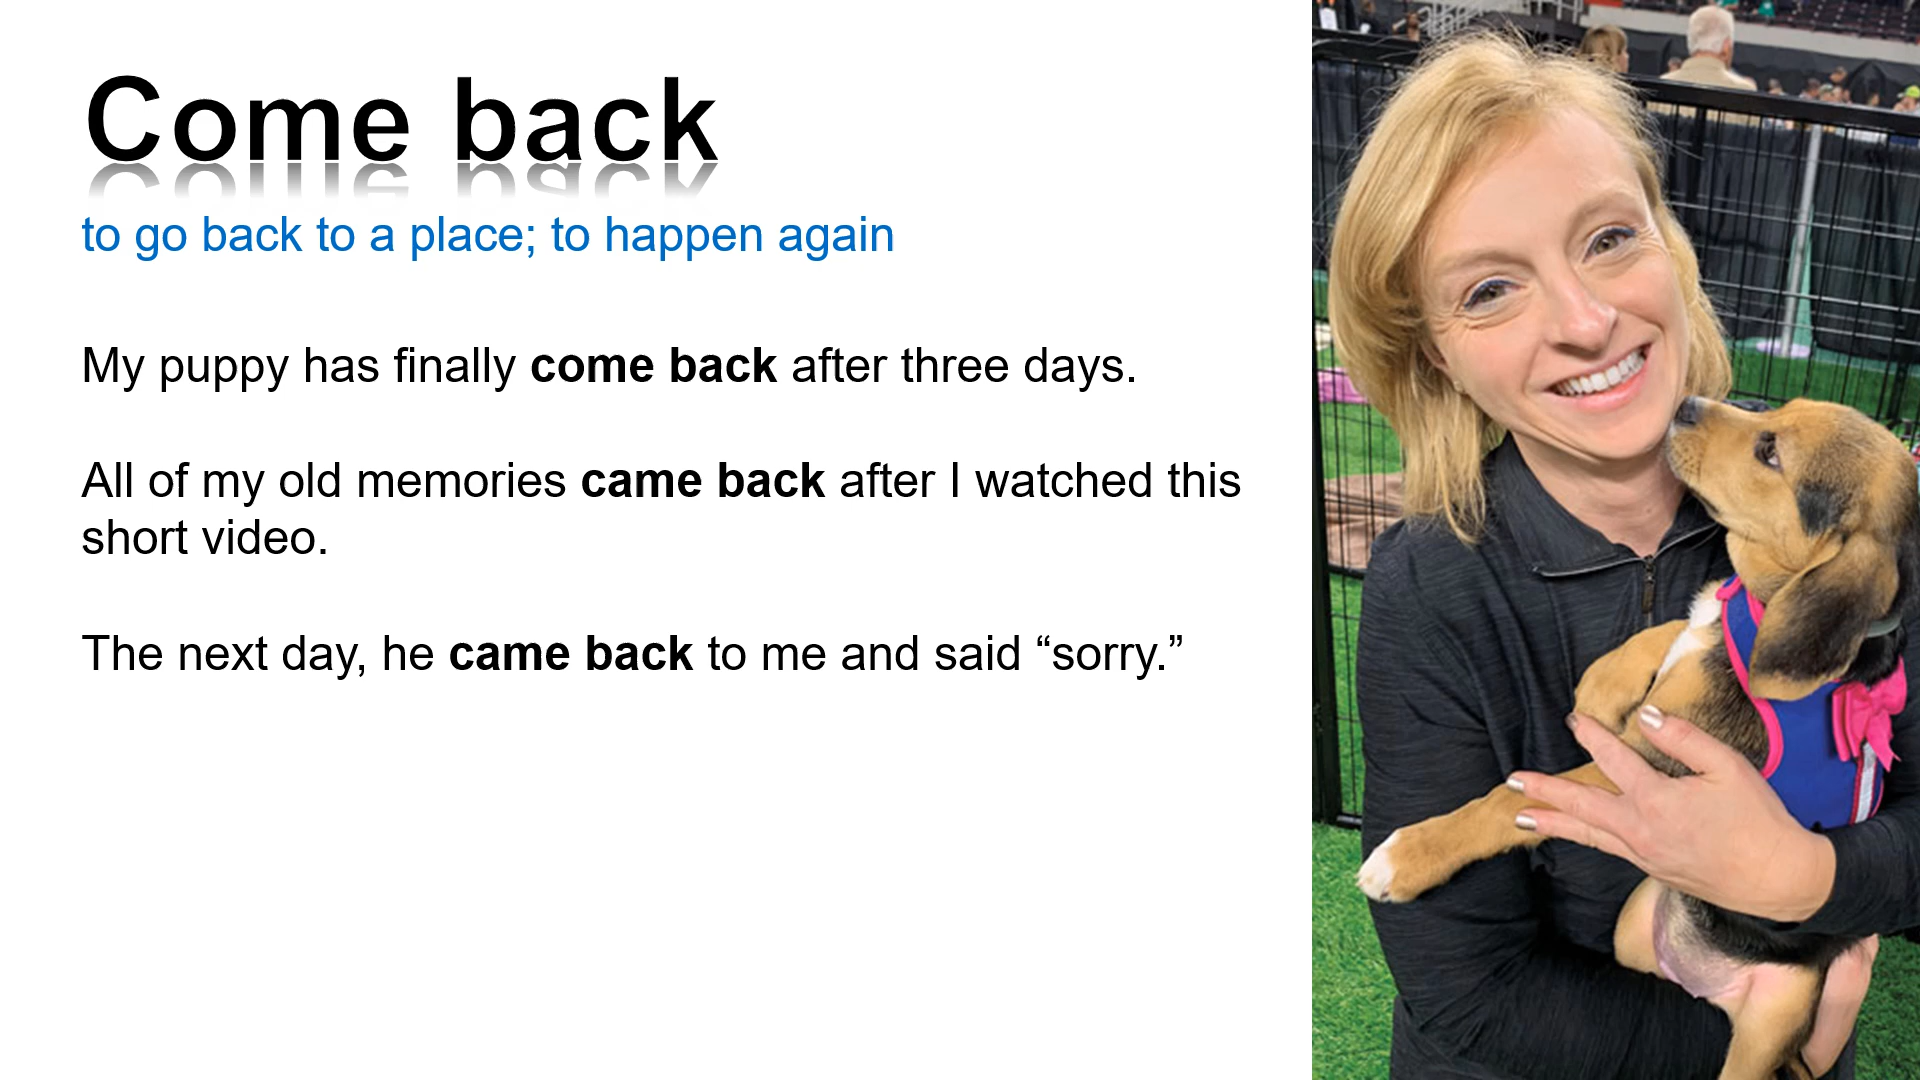 Come back
to go back to a place; to happen again
My puppy has finally come back after three days.
All of my old memories came back after I watched this
short video.
The next day, he came back to me and said “sorry.”